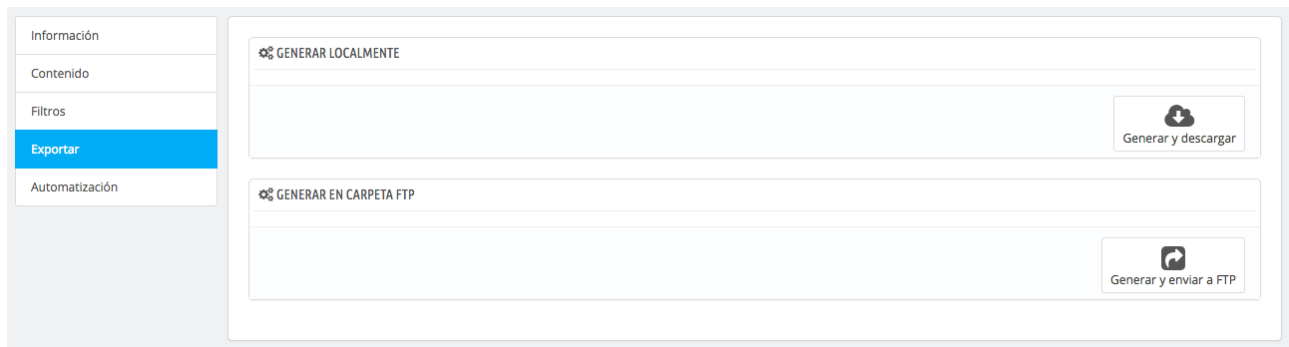 Información
Contenido
Filtros
Exportar
Automatización
GENERAR LOCALMENTE
Generar y descargar
GENERAR EN CARPETA FTP
Generar y enviar a FTP